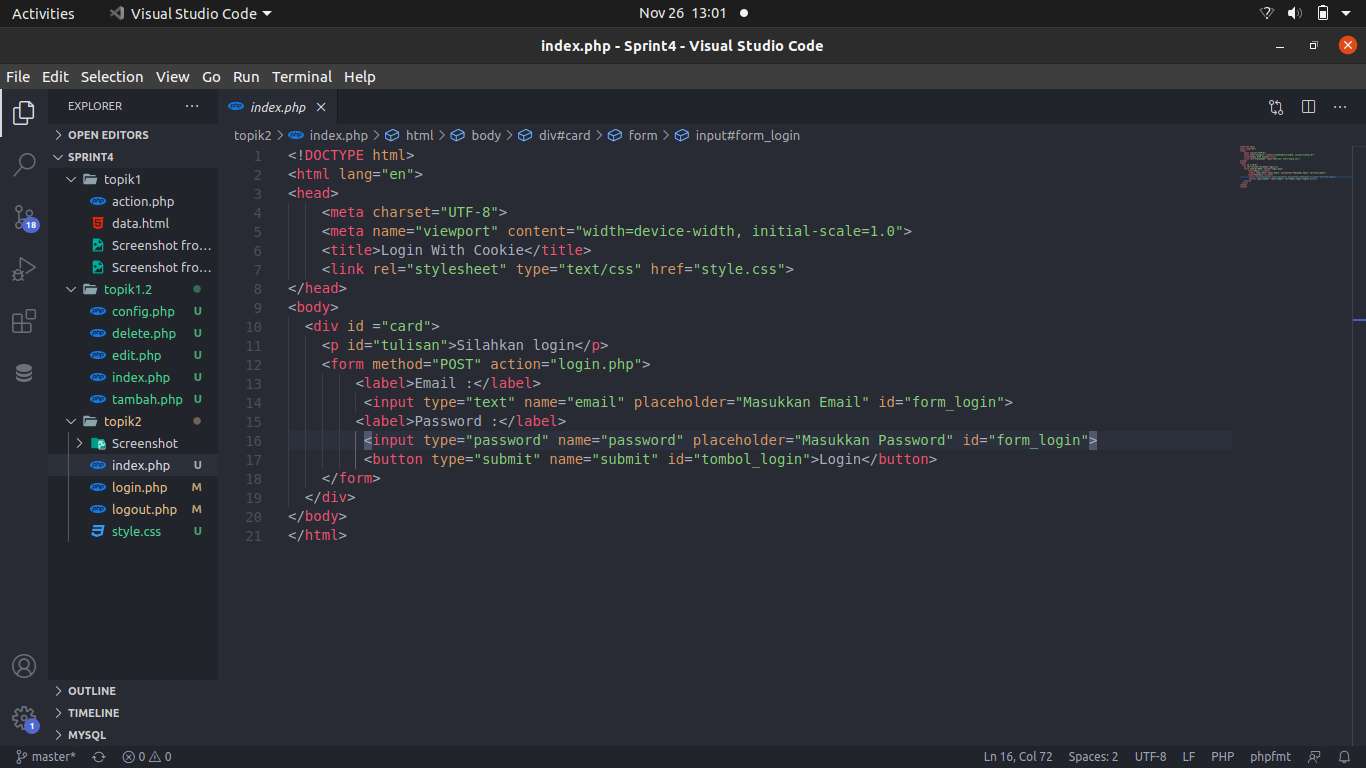 Activities Visual Studio Code Nov 26 13:01
index.php - Sprint4 - Visual Studio Code
File Edit Selection View Go Run Terminal Help
EXPLORER
OPEN EDITORS
SPRINT4
topik1
action.php
data.html
Screenshot fro...
Screenshot fro...
topik1.2
config.php U
delete.php U
edit.php U
index.php U
tambah.php U
topik2
Screenshot
index.php U
login.php M
logout.php M
style.css U
OUTLINE
TIMELINE
MYSQL
18
1
index.php
topik2 > index.php > html > body > div#card > form > input#form_login
1 <!DOCTYPE html>
2 <html lang="en">
3 <head>
4 <meta charset="UTF-8">
5 <meta name="viewport" content="width=device-width, initial-scale=1.0">
6 <title>Login With Cookie</title>
7 <link rel="stylesheet" type="text/css" href="style.css">
8 </head>
9 <body>
10 <div id ="card">
11 <p id="tulisan">Silahkan login</p>
12 <form method="POST" action="login.php">
13 <label>Email :</label>
14 <input type="text" name="email" placeholder="Masukkan Email" id="form_login">
15 <label>Password :</label>
16 <input type="password" name="password" placeholder="Masukkan Password" id="form_login">
17 <button type="submit" name="submit" id="tombol_login">Login</button>
18 </form>
19 </div>
20 </body>
21 </html>
master* 0 0 Ln 16, Col 72 Spaces: 2 UTF-8 LF PHP phpfmt